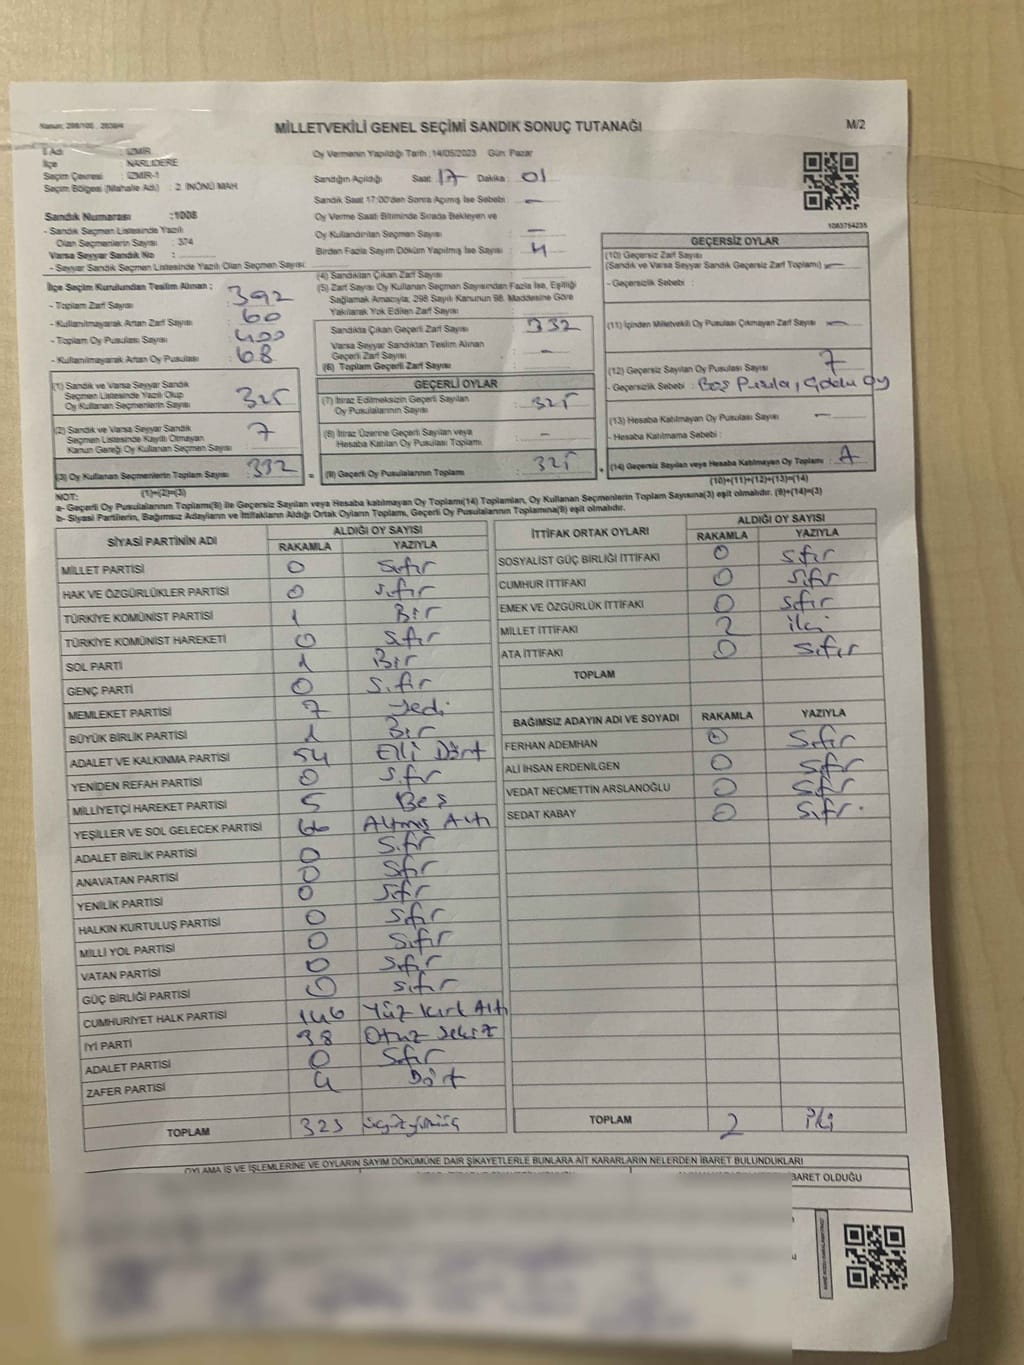 Kanun: 298/105 , 2839/4
MİLLETVEKİLİ GENEL SEÇİMİ SANDIK SONUÇ TUTANAĞI
M/2
İl Adı : İZMİR
İlçe : NARLIDERE
Seçim Çevresi : İZMİR-1
Seçim Bölgesi (Mahalle Adı) : 2. İNÖNÜ MAH
Sandık Numarası :1008
- Sandık Seçmen Listesinde Yazılı
Olan Seçmenlerin Sayısı : 374
Varsa Seyyar Sandık No :
- Seyyar Sandık Seçmen Listesinde Yazılı Olan Seçmen Sayısı:
Oy Vermenin Yapıldığı Tarih :14/05/2023 Gün: Pazar
Sandığın Açıldığı Saat 17 Dakika : 01
Sandık Saat 17:00'den Sonra Açımış İse Sebebi : —
Oy Verme Saati Bitiminde Sırada Bekleyen ve
Oy Kullandırılan Seçmen Sayısı : —
Birden Fazla Sayım Döküm Yapılmış İse Sayısı : 4
1063754235
İlçe Seçim Kurulundan Teslim Alınan ;
- Toplam Zarf Sayısı : 392
- Kullanılmayarak Artan Zarf Sayısı : 60
- Toplam Oy Pusulası Sayısı : 400
- Kullanılmayarak Artan Oy Pusulası : 68
(1) Sandık ve Varsa Seyyar Sandık
Seçmen Listesinde Yazılı Olup
Oy Kullanan Seçmenlerin Sayısı : 325
(2) Sandık ve Varsa Seyyar Sandık
Seçmen Listesinde Kayıtlı Olmayan
Kanun Gereği Oy Kullanan Seçmen Sayısı : 7
(3) Oy Kullanan Seçmenlerin Toplam Sayısı : 332
(1)+(2)=(3)
(4) Sandıktan Çıkan Zarf Sayısı
(5) Zarf Sayısı Oy Kullanan Seçmen Sayısından Fazla İse, Eşitliği
Sağlamak Amacıyla; 298 Sayılı Kanunun 98. Maddesine Göre
Yakılarak Yok Edilen Zarf Sayısı
Sandıkta Çıkan Geçerli Zarf Sayısı : 332
Varsa Seyyar Sandıktan Teslim Alınan
Geçerli Zarf Sayısı : —
(6) Toplam Geçerli Zarf Sayısı
GEÇERLİ OYLAR
(7) İtiraz Edilmeksizin Geçerli Sayılan
Oy Pusulalarının Sayısı : 325
(8) İtiraz Üzerine Geçerli Sayılan veya
Hesaba Katılan Oy Pusulası Toplamı : —
= (9) Geçerli Oy Pusulalarının Toplamı : 325
GEÇERSİZ OYLAR
(10) Geçersiz Zarf Sayısı
(Sandık ve Varsa Seyyar Sandık Geçersiz Zarf Toplamı) —
- Geçersizlik Sebebi :
(11) İçinden Milletvekili Oy Pusulası Çıkmayan Zarf Sayısı : —
(12) Geçersiz Sayılan Oy Pusulası Sayısı : 7
- Geçersizlik Sebebi : Boş Pusula, Oy
(13) Hesaba Katılmayan Oy Pusulası Sayısı : —
- Hesaba Katılmama Sebebi :
+ (14) Geçersiz Sayılan veya Hesaba Katılmayan Oy Toplamı :
(10)+(11)+(12)+(13)=(14)
NOT:
a- Geçerli Oy Pusulalarının Toplamı(9) ile Geçersiz Sayılan veya Hesaba katılmayan Oy Toplamı(14) Toplamları, Oy Kullanan Seçmenlerin Toplam Sayısına(3) eşit olmalıdır. (9)+(14)=(3)
b- Siyasi Partilerin, Bağımsız Adayların ve İttifakların Aldığı Ortak Oyların Toplamı, Geçerli Oy Pusulalarının Toplamına(9) eşit olmalıdır.
SİYASİ PARTİNİN ADI ALDIĞI OY SAYISI
RAKAMLA YAZIYLA
MİLLET PARTİSİ 0 Sıfır
HAK VE ÖZGÜRLÜKLER PARTİSİ 0 Sıfır
TÜRKİYE KOMÜNİST PARTİSİ 1 Bir
TÜRKİYE KOMÜNİST HAREKETİ 0 Sıfır
SOL PARTİ 1 Bir
GENÇ PARTİ 0 Sıfır
MEMLEKET PARTİSİ 7 Yedi
BÜYÜK BİRLİK PARTİSİ 1 Bir
ADALET VE KALKINMA PARTİSİ 54 Elli Dört
YENİDEN REFAH PARTİSİ 0 Sıfır
MİLLİYETÇİ HAREKET PARTİSİ 5 Beş
YEŞİLLER VE SOL GELECEK PARTİSİ 66 Altmış Altı
ADALET BİRLİK PARTİSİ 0 Sıfır
ANAVATAN PARTİSİ 0 Sıfır
YENİLİK PARTİSİ 0 Sıfır
HALKIN KURTULUŞ PARTİSİ 0 Sıfır
MİLLİ YOL PARTİSİ 0 Sıfır
VATAN PARTİSİ 0 Sıfır
GÜÇ BİRLİĞİ PARTİSİ 0 Sıfır
CUMHURİYET HALK PARTİSİ 146 Yüz Kırk Altı
İYİ PARTİ 38 Otuz Sekiz
ADALET PARTİSİ 0 Sıfır
ZAFER PARTİSİ 4 Dört
TOPLAM 323 üçyüzyirmiüç
İTTİFAK ORTAK OYLARI ALDIĞI OY SAYISI
RAKAMLA YAZIYLA
SOSYALİST GÜÇ BİRLİĞİ İTTİFAKI 0 Sıfır
CUMHUR İTTİFAKI 0 Sıfır
EMEK VE ÖZGÜRLÜK İTTİFAKI 0 Sıfır
MİLLET İTTİFAKI 2 iki
ATA İTTİFAKI 0 Sıfır
TOPLAM
BAĞIMSIZ ADAYIN ADI VE SOYADI RAKAMLA YAZIYLA
FERHAN ADEMHAN 0 Sıfır
ALİ İHSAN ERDENİLGEN 0 Sıfır
VEDAT NECMETTİN ARSLANOĞLU 0 Sıfır
SEDAT KABAY 0 Sıfır.
TOPLAM 2 iki
OYLAMA İŞ VE İŞLEMLERİNE VE OYLARIN SAYIM DÖKÜMÜNE DAİR ŞİKAYETLERLE BUNLARA AİT KARARLARIN NELERDEN İBARET BULUNDUKLARI
İBARET OLDUĞU